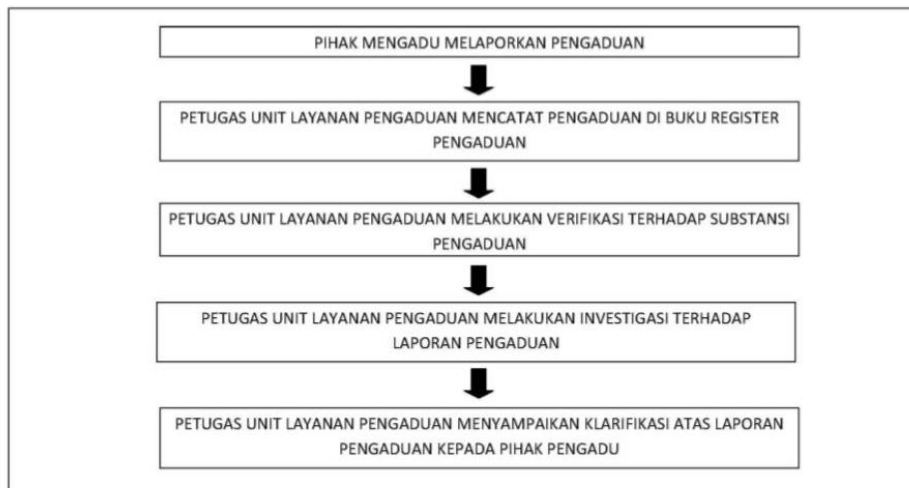 PIHAK MENGADU MELAPORKAN PENGADUAN
PETUGAS UNIT LAYANAN PENGADUAN MENCATAT PENGADUAN DI BUKU REGISTER
PENGADUAN
PETUGAS UNIT LAYANAN PENGADUAN MELAKUKAN VERIFIKASI TERHADAP SUBSTANSI
PENGADUAN
PETUGAS UNIT LAYANAN PENGADUAN MELAKUKAN INVESTIGASI TERHADAP
LAPORAN PENGADUAN
PETUGAS UNIT LAYANAN PENGADUAN MENYAMPAIKAN KLARIFIKASI ATAS LAPORAN
PENGADUAN KEPADA PIHAK PENGADU